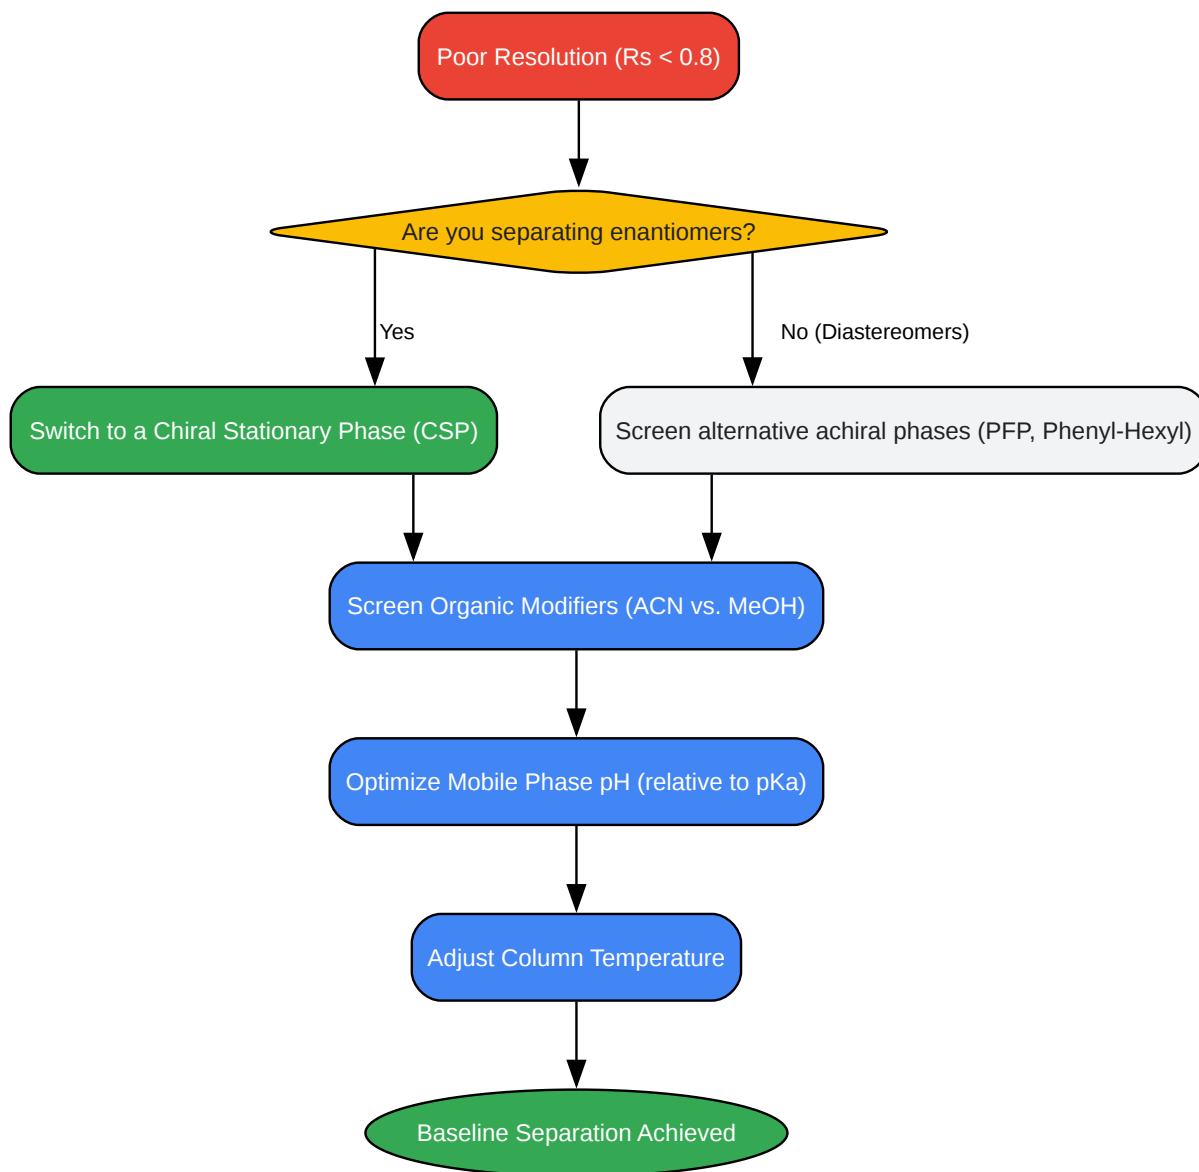 Poor Resolution (Rs < 0.8)
Are you separating enantiomers?
Yes
No (Diastereomers)
Switch to a Chiral Stationary Phase (CSP)
Screen alternative achiral phases (PFP, Phenyl-Hexyl)
Screen Organic Modifiers (ACN vs. MeOH)
Optimize Mobile Phase pH (relative to pKa)
Adjust Column Temperature
Baseline Separation Achieved